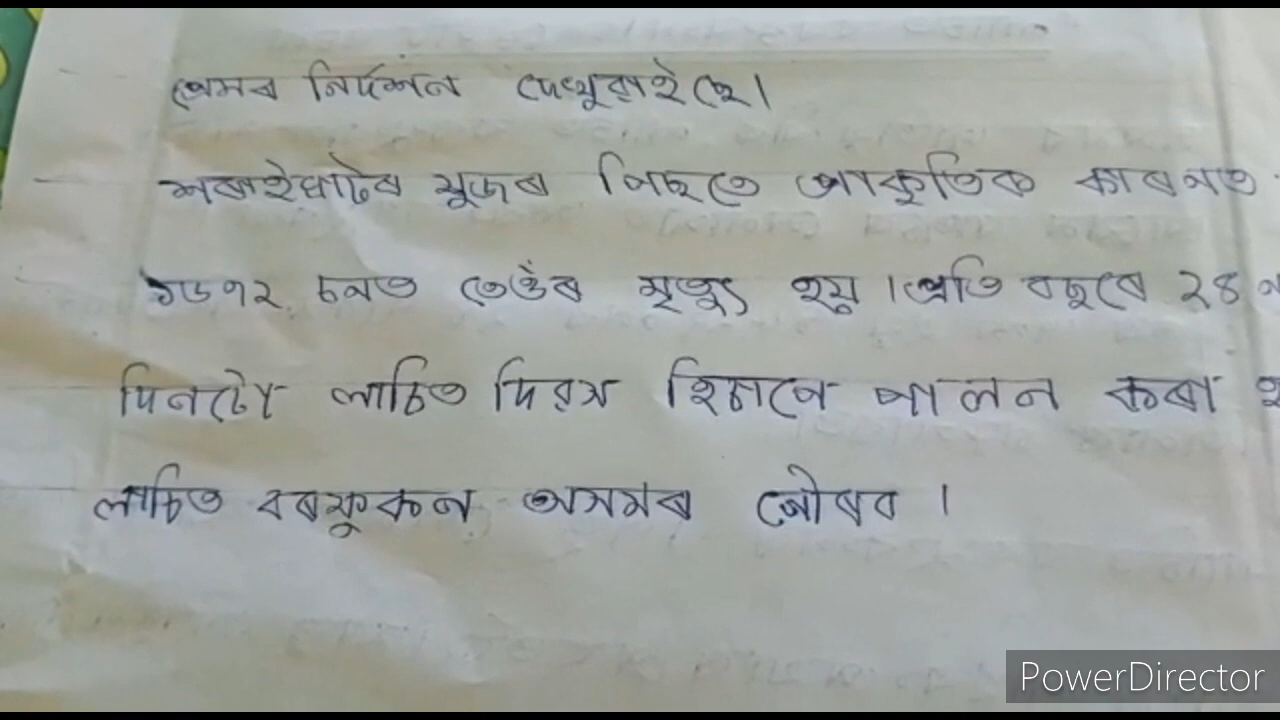 প্ৰেমৰ নিৰ্দশন দেখুৱাইছে।
শৰাইঘাটৰ যুদ্ধৰ পিছতে প্ৰাকৃতিক কাৰণত
১৬৭২ চনত তেওঁৰ মৃত্যু হয়। প্ৰতি বছৰে ২৪
দিনটো লাচিত দিৱস হিচাপে পালন কৰা
লাচিত বৰফুকন অসমৰ গৌৰৱ।
PowerDirector